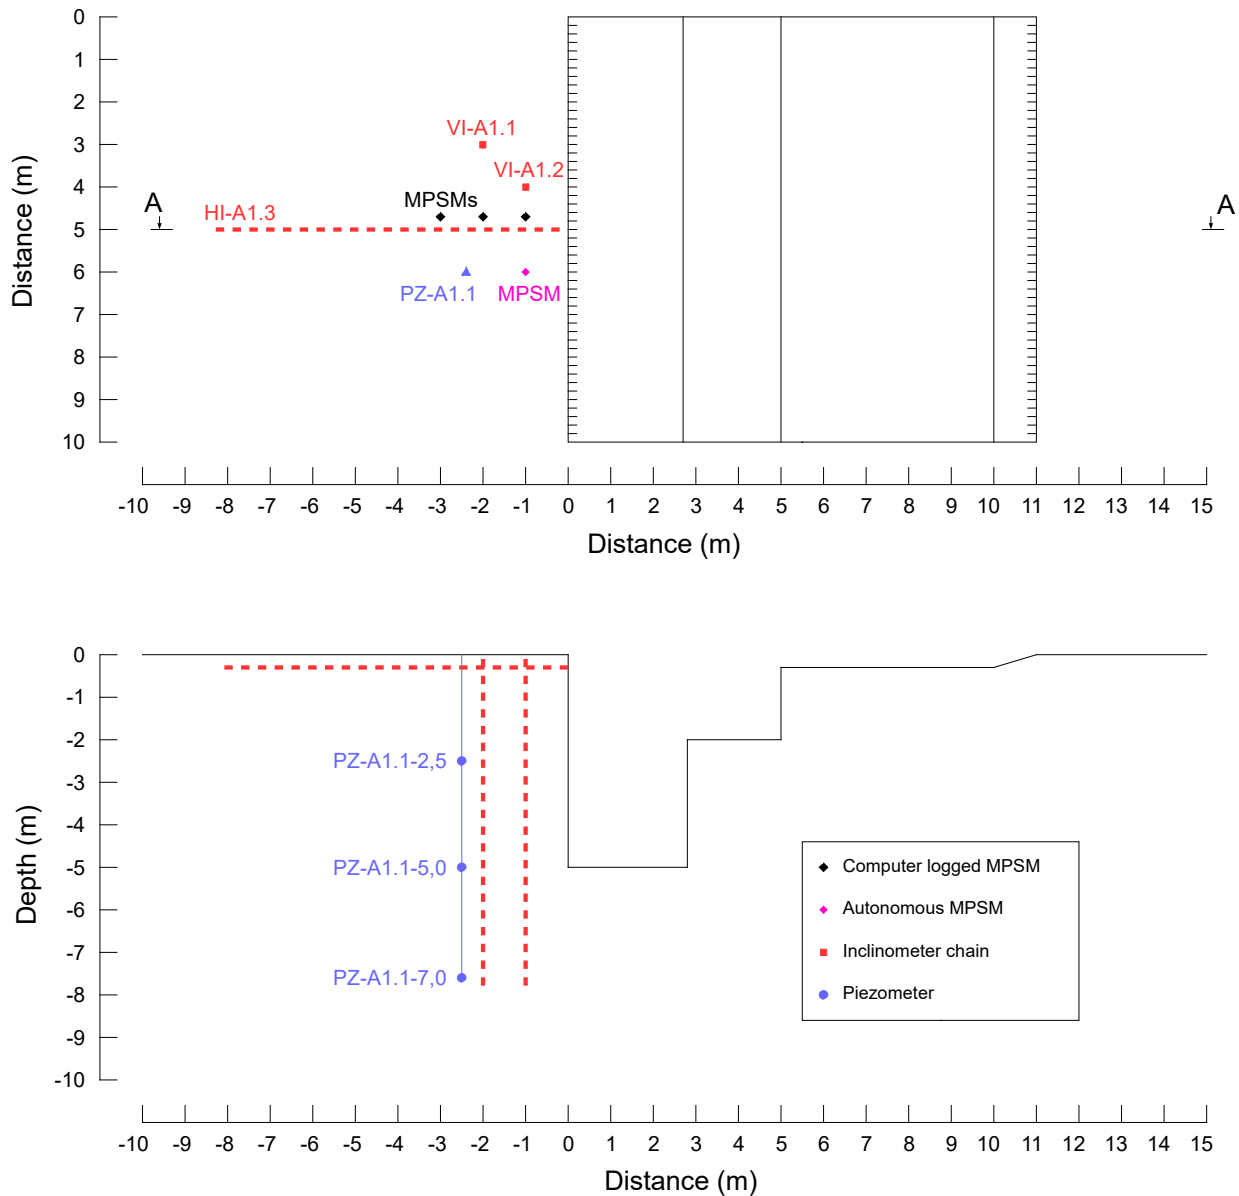 0
1
2
3
4
5
6
7
8
9
10
Distance (m)
VI-A1.1
VI-A1.2
MPSMs
A
HI-A1.3
A
PZ-A1.1
MPSM
-10 -9 -8 -7 -6 -5 -4 -3 -2 -1 0 1 2 3 4 5 6 7 8 9 10 11 12 13 14 15
Distance (m)
0
-1
-2
-3
-4
-5
-6
-7
-8
-9
-10
Depth (m)
PZ-A1.1-2,5
PZ-A1.1-5,0
PZ-A1.1-7,0
Computer logged MPSM
Autonomous MPSM
Inclinometer chain
Piezometer
-10 -9 -8 -7 -6 -5 -4 -3 -2 -1 0 1 2 3 4 5 6 7 8 9 10 11 12 13 14 15
Distance (m)